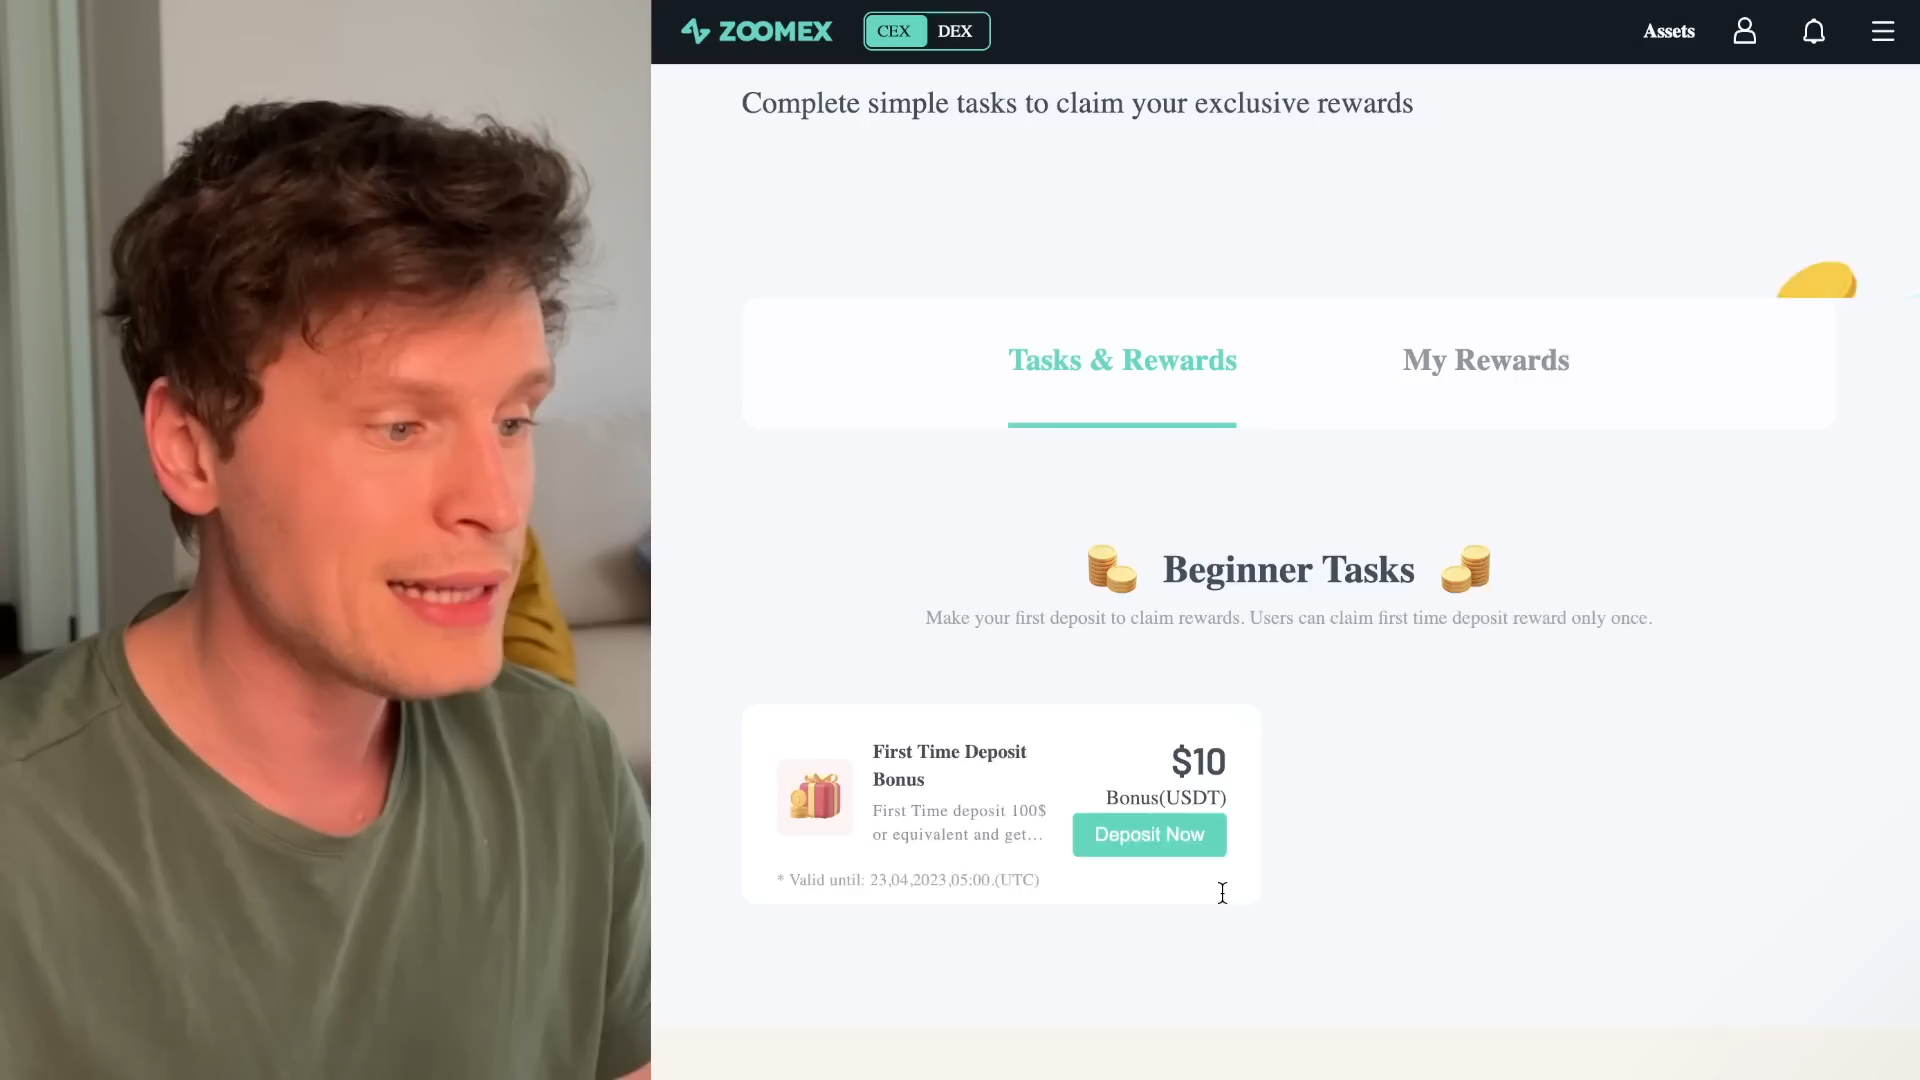 ZOOMEX
CEX DEX
Assets
Complete simple tasks to claim your exclusive rewards
Tasks & Rewards
My Rewards
Beginner Tasks
Make your first deposit to claim rewards. Users can claim first time deposit reward only once.
First Time Deposit
Bonus
First Time deposit 100$
or equivalent and get...
$10
Bonus(USDT)
Deposit Now
* Valid until: 23,04,2023,05:00.(UTC)